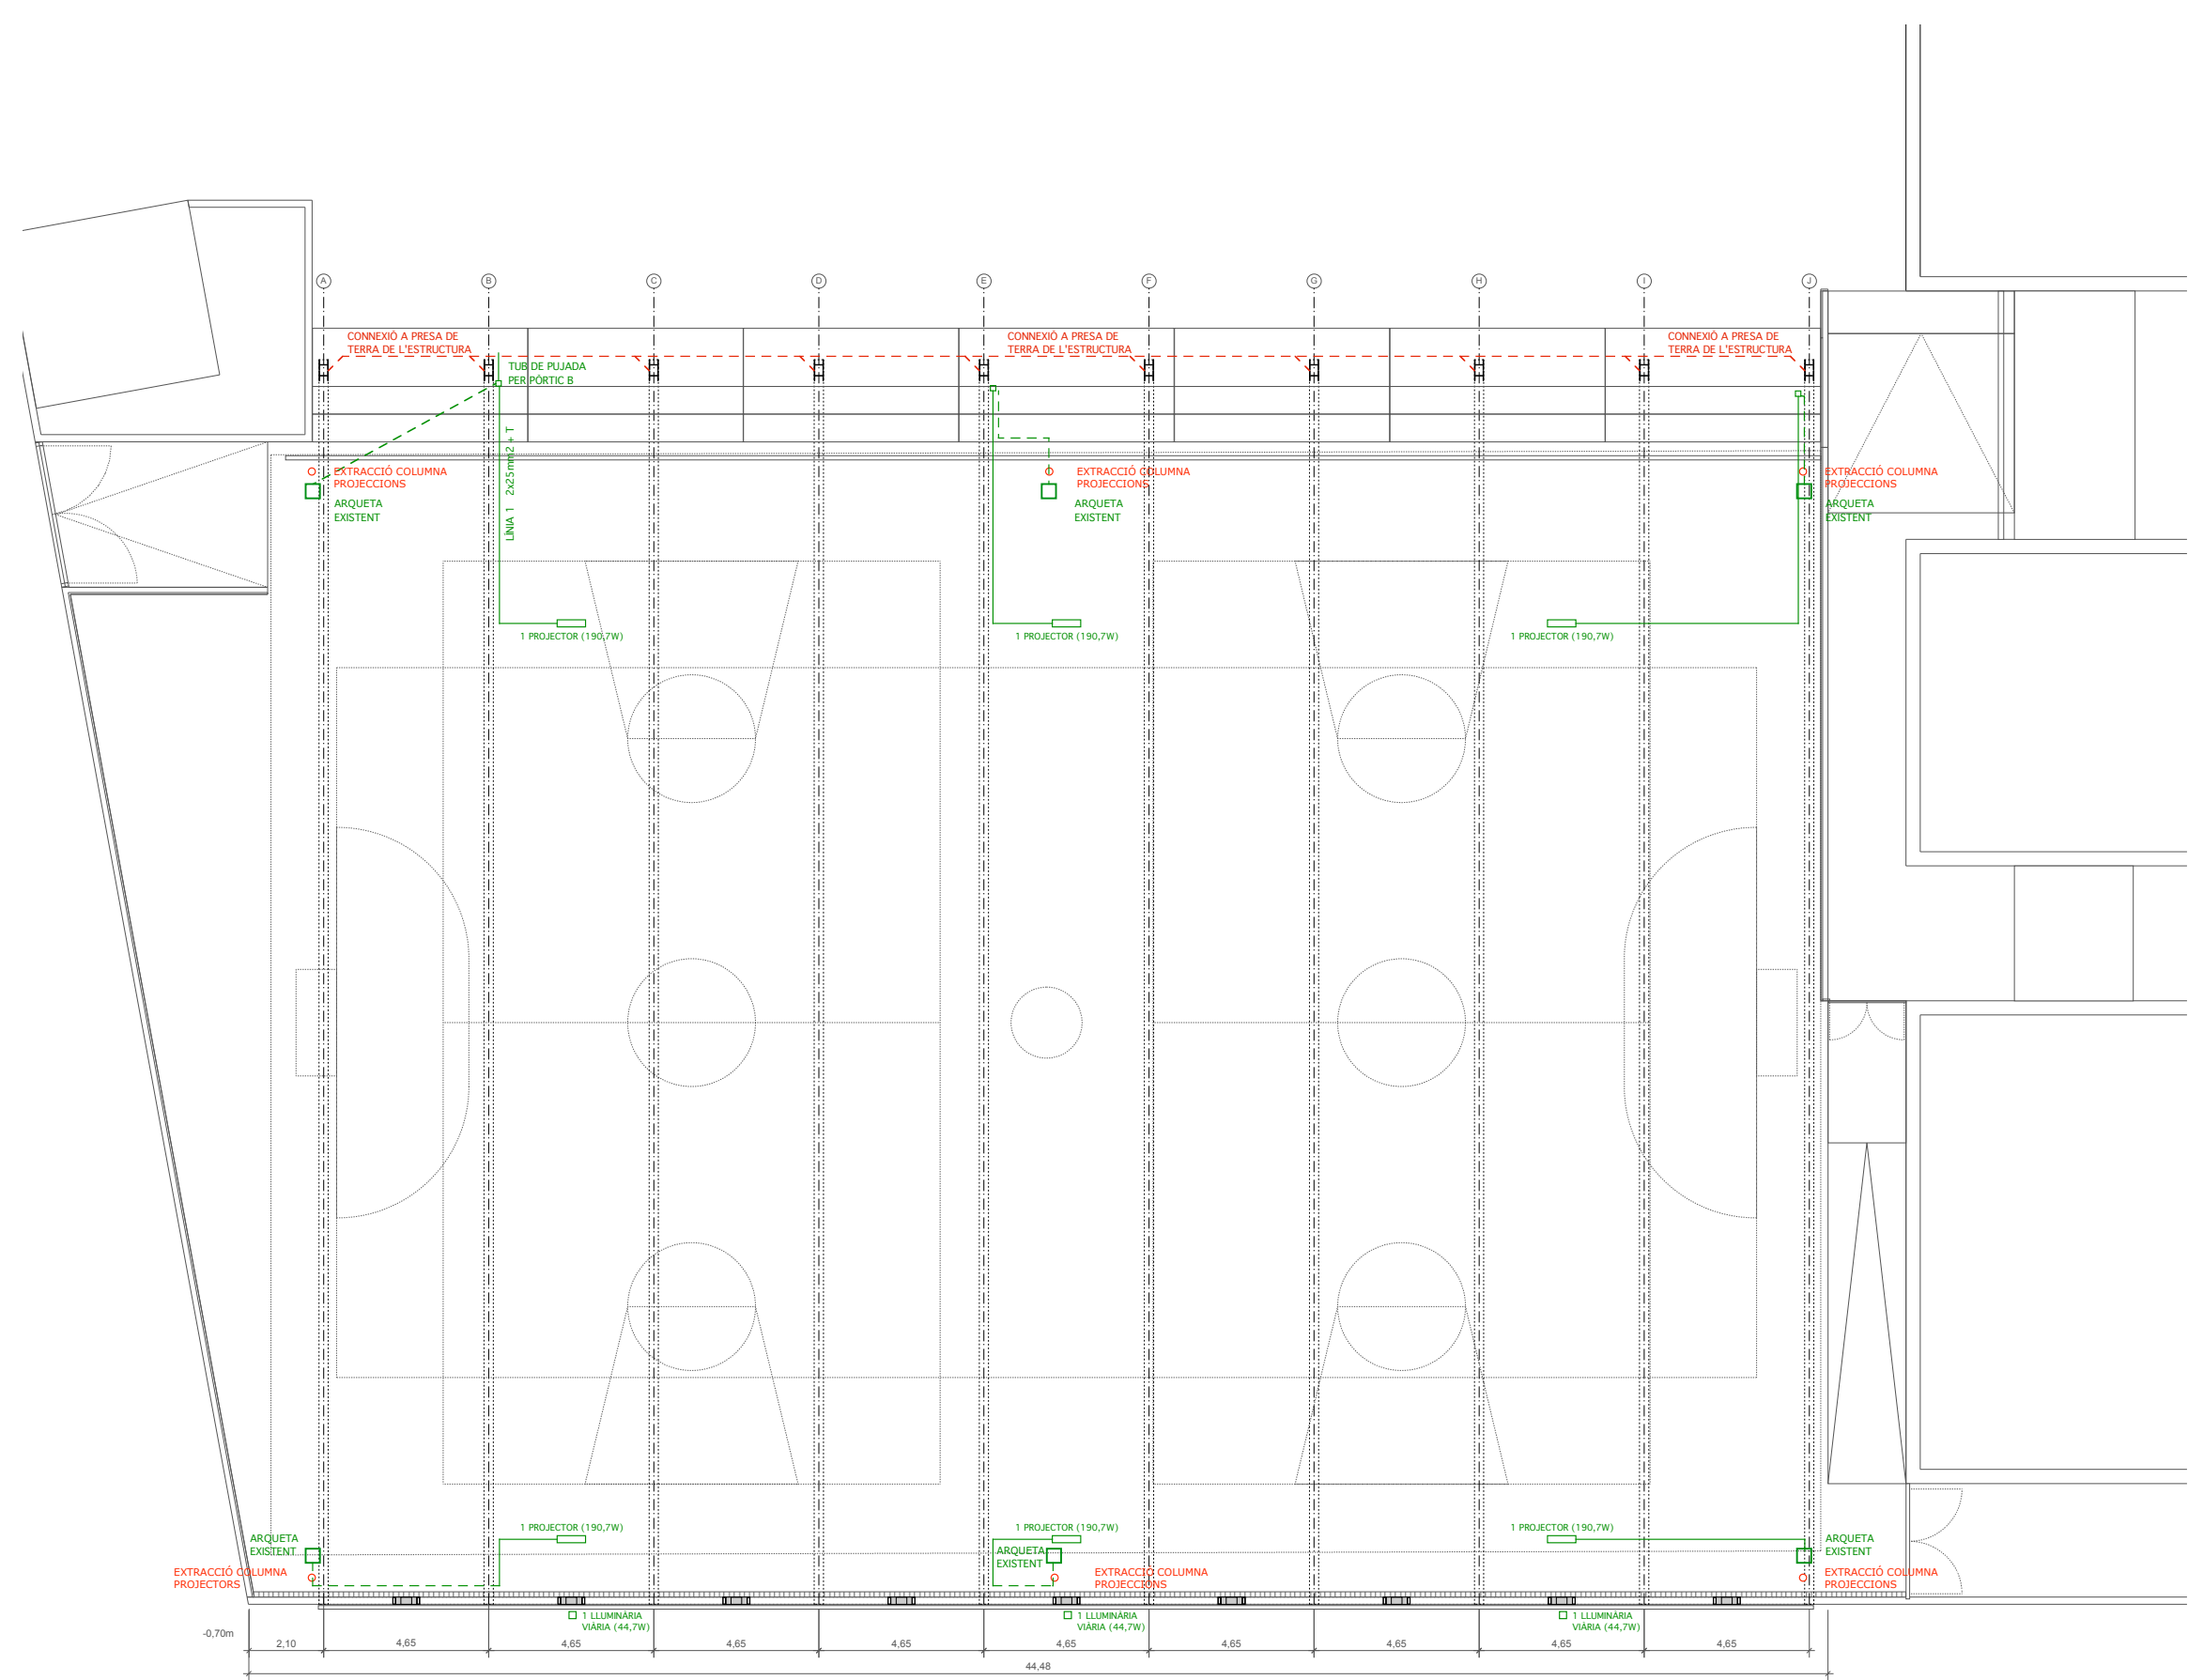 A
B
C
D
E
F
G
H
I
J
CONNEXIÓ A PRESA DE
TERRA DE L'ESTRUCTURA
CONNEXIÓ A PRESA DE
TERRA DE L'ESTRUCTURA
CONNEXIÓ A PRESA DE
TERRA DE L'ESTRUCTURA
TUB DE PUJADA
PER PÒRTIC B
LÍNIA 1 2x25mm2 + T
EXTRACCIÓ COLUMNA
PROJECCIONS
ARQUETA
EXISTENT
EXTRACCIÓ COLUMNA
PROJECCIONS
ARQUETA
EXISTENT
EXTRACCIÓ COLUMNA
PROJECCIONS
ARQUETA
EXISTENT
1 PROJECTOR (190,7W)
1 PROJECTOR (190,7W)
1 PROJECTOR (190,7W)
1 PROJECTOR (190,7W)
1 PROJECTOR (190,7W)
1 PROJECTOR (190,7W)
ARQUETA
EXISTENT
EXTRACCIÓ COLUMNA
PROJECTORS
ARQUETA
EXISTENT
EXTRACCIÓ COLUMNA
PROJECCIONS
ARQUETA
EXISTENT
EXTRACCIÓ COLUMNA
PROJECCIONS
1 LLUMINÀRIA
VIÀRIA (44,7W)
1 LLUMINÀRIA
VIÀRIA (44,7W)
1 LLUMINÀRIA
VIÀRIA (44,7W)
-0,70m
2,10
4,65
4,65
4,65
4,65
4,65
4,65
4,65
4,65
4,65
44,48